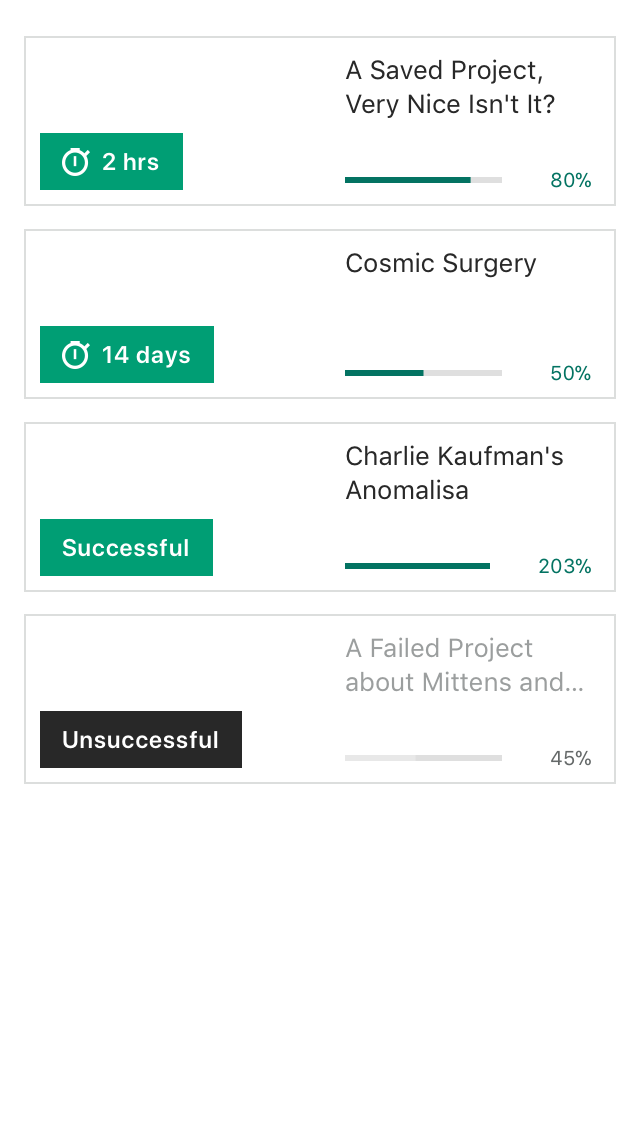 A Saved Project,
Very Nice Isn't It?
2 hrs
80%
Cosmic Surgery
14 days
50%
Charlie Kaufman's
Anomalisa
Successful
203%
A Failed Project
about Mittens and...
Unsuccessful
45%